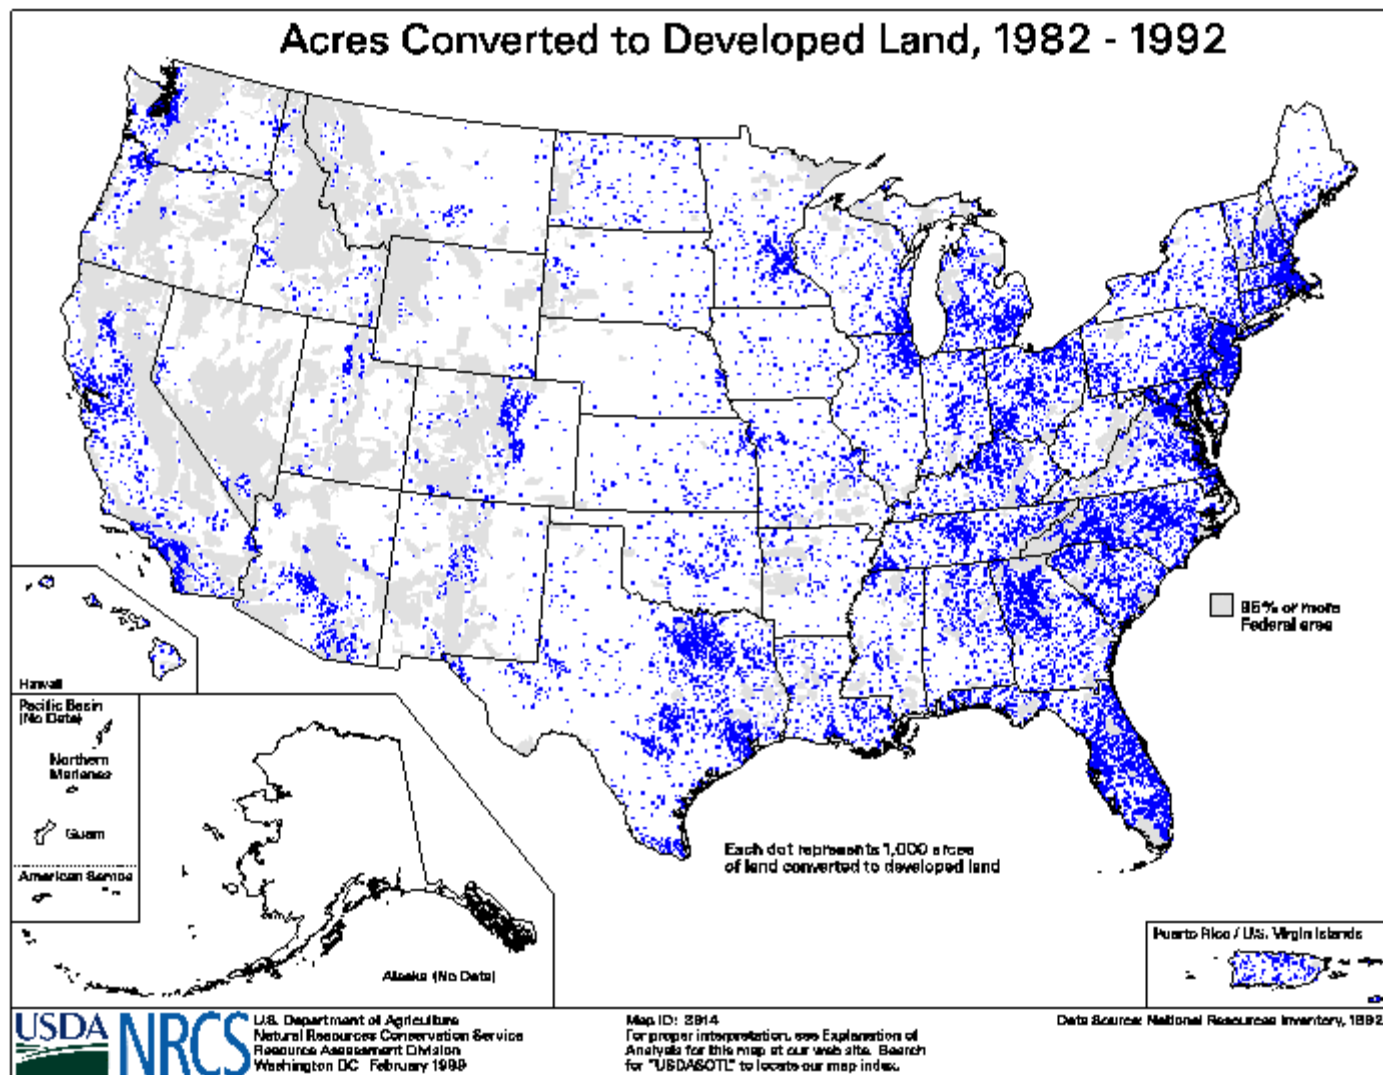 Acres Converted to Developed Land, 1982 - 1992
95% or more
Federal area
Hawaii
Pacific Basin
(No Data)
Northern
Marianas
Guam
American Samoa
Alaska (No Data)
Each dot represents 1,000 acres
of land converted to developed land
Puerto Rico / U.S. Virgin Islands
USDA
NRCS
U.S. Department of Agriculture
Natural Resources Conservation Service
Resource Assessment Division
Washington DC February 1999
Map ID: 3914
For proper interpretation, see Explanation of
Analysis for this map at our web site. Search
for "USDASOTL" to locate our map index.
Data Source: National Resources Inventory, 1992